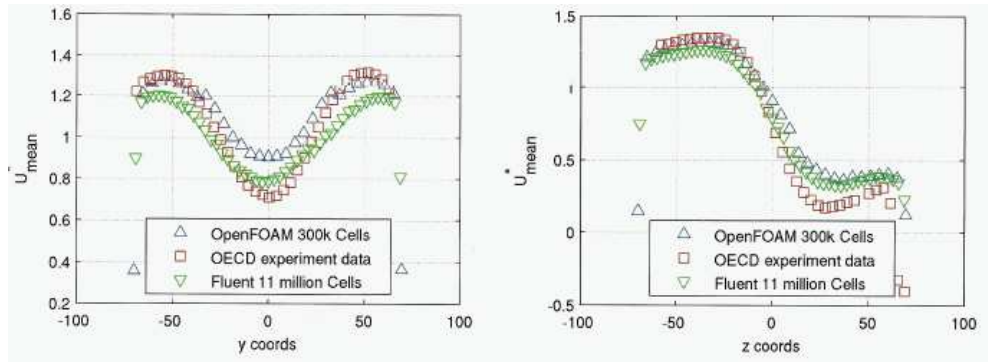 1.6
1.4
1.2
1
0.8
0.6
0.4
0.2
U*mean
OpenFOAM 300k Cells
OECD experiment data
Fluent 11 million Cells
-100
-50
0
50
100
y coords
1.5
1
0.5
0
-0.5
U*mean
OpenFOAM 300k Cells
OECD experiment data
Fluent 11 million Cells
-100
-50
0
50
100
z coords